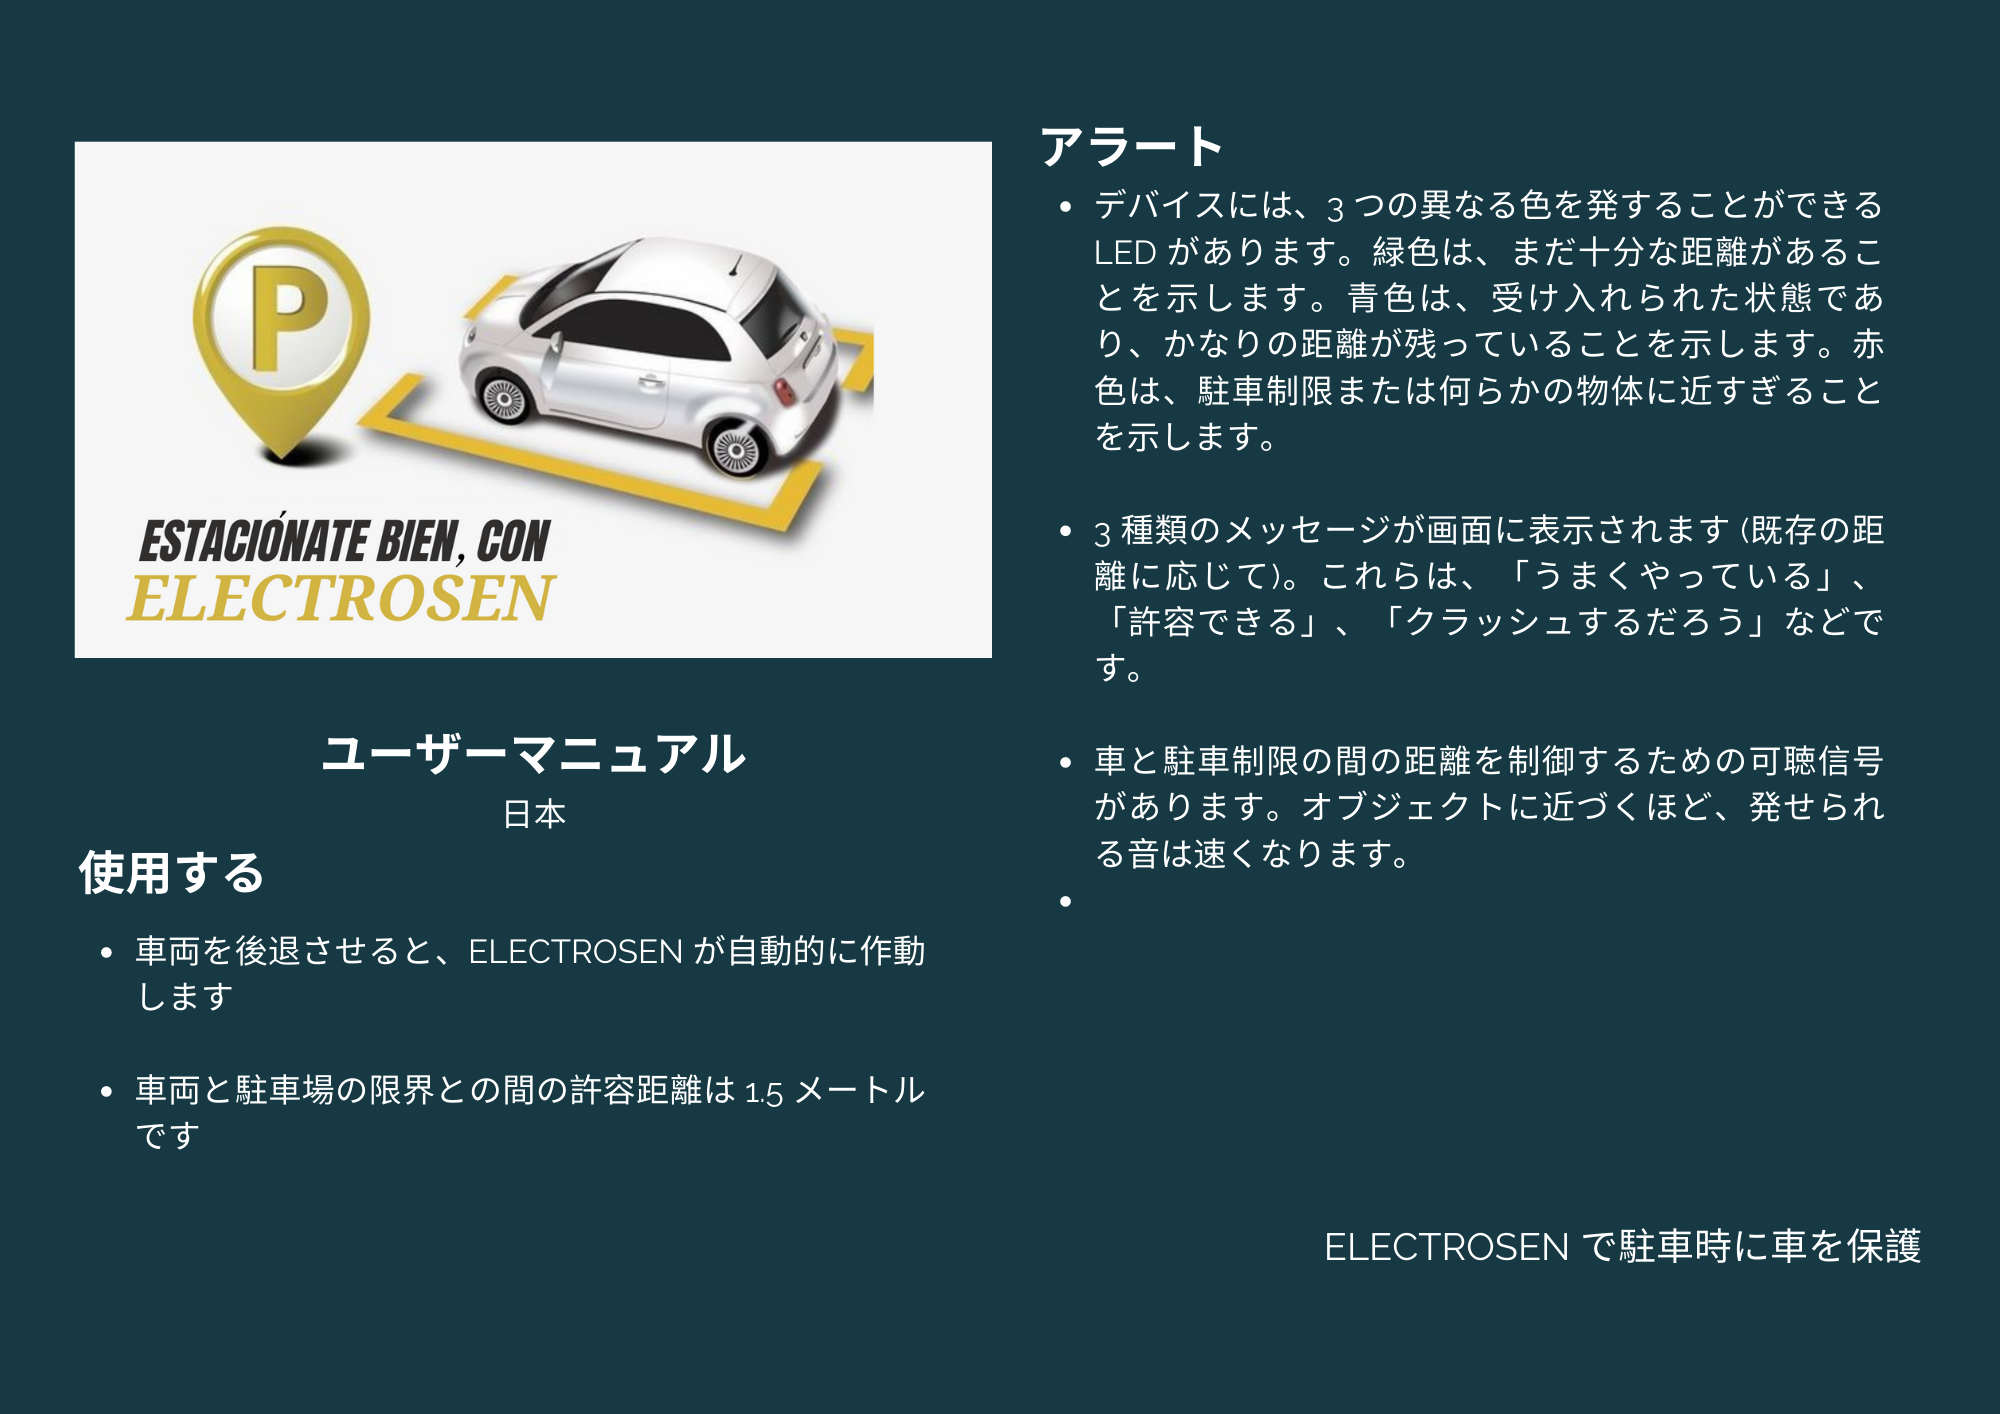 P
ESTACIÓNATE BIEN, CON
ELECTROSEN
ユーザーマニュアル
日本
使用する
• 車両を後退させると、ELECTROSEN が自動的に作動
します
• 車両と駐車場の限界との間の許容距離は 1.5 メートル
です
アラート
• デバイスには、3 つの異なる色を発することができる
LED があります。緑色は、まだ十分な距離があるこ
とを示します。青色は、受け入れられた状態であ
り、かなりの距離が残っていることを示します。赤
色は、駐車制限または何らかの物体に近すぎること
を示します。
• 3 種類のメッセージが画面に表示されます (既存の距
離に応じて)。これらは、「うまくやっている」、
「許容できる」、「クラッシュするだろう」などで
す。
• 車と駐車制限の間の距離を制御するための可聴信号
があります。オブジェクトに近づくほど、発せられ
る音は速くなります。
•
ELECTROSEN で駐車時に車を保護